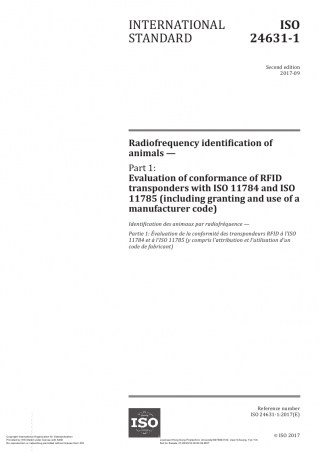 INTERNATIONAL STANDARD
ISO 24631-1
Second edition
2017-09
Radiofrequency identification of
animals —
Part 1:
Evaluation of conformance of RFID
transponders with ISO 11784 and ISO
11785 (including granting and use of a
manufacturer code)
Identification des animaux par radiofréquence —
Partie 1: Évaluation de la conformité des transpondeurs RFID à l'ISO
11784 et à l'ISO 11785 (y compris l'attribution et l'utilisation d'un
code de fabricant)
Reference number
ISO 24631-1:2017(E)
ISO
© ISO 2017